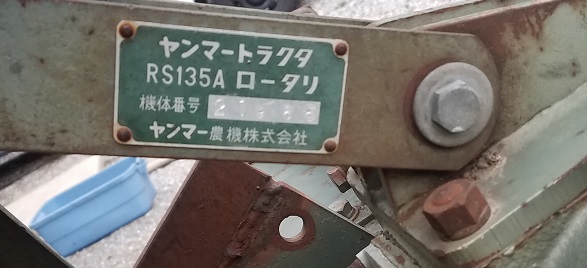 ヤンマートラクタ
RS135A ロータリ
機体番号
ヤンマー農機株式会社